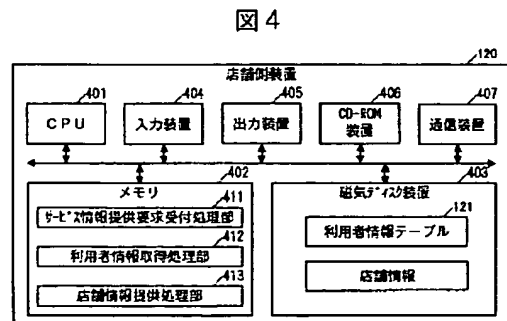 図4
120
店舗側装置
401 404 405 406 407
CPU 入力装置 出力装置 CD-ROM装置 通信装置
402 403
メモリ 磁気ディスク装置
411
サービス情報提供要求受付処理部
412
利用者情報取得処理部
413
店舗情報提供処理部
121
利用者情報テーブル
店舗情報